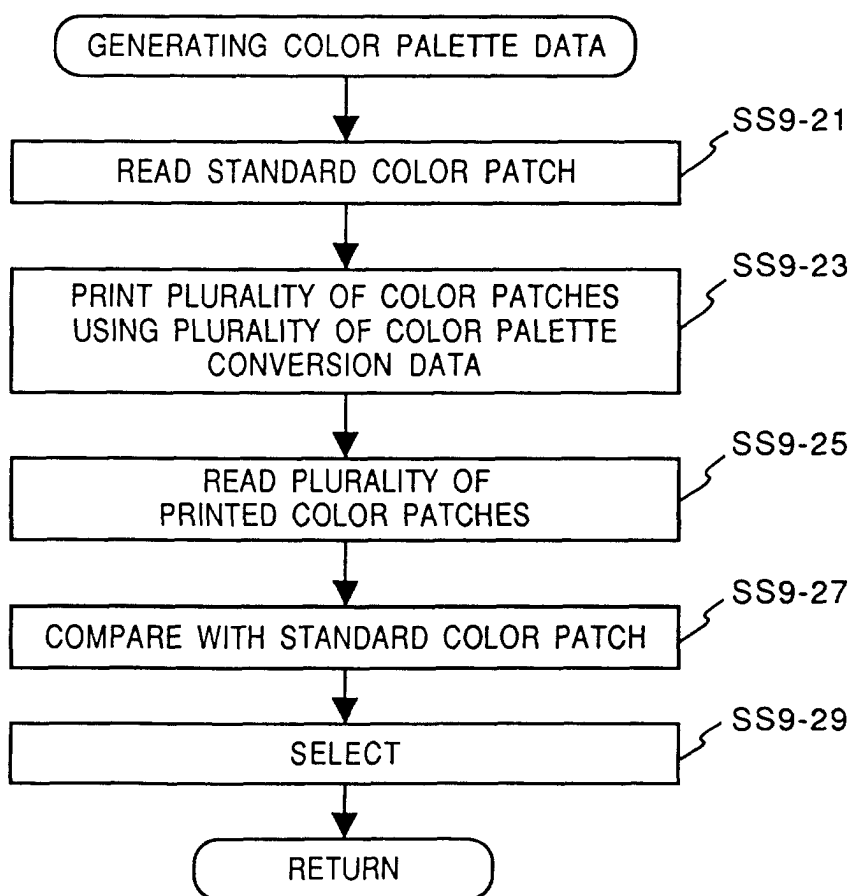 GENERATING COLOR PALETTE DATA
SS9-21
READ STANDARD COLOR PATCH
SS9-23
PRINT PLURALITY OF COLOR PATCHES
USING PLURALITY OF COLOR PALETTE
CONVERSION DATA
SS9-25
READ PLURALITY OF
PRINTED COLOR PATCHES
SS9-27
COMPARE WITH STANDARD COLOR PATCH
SS9-29
SELECT
RETURN